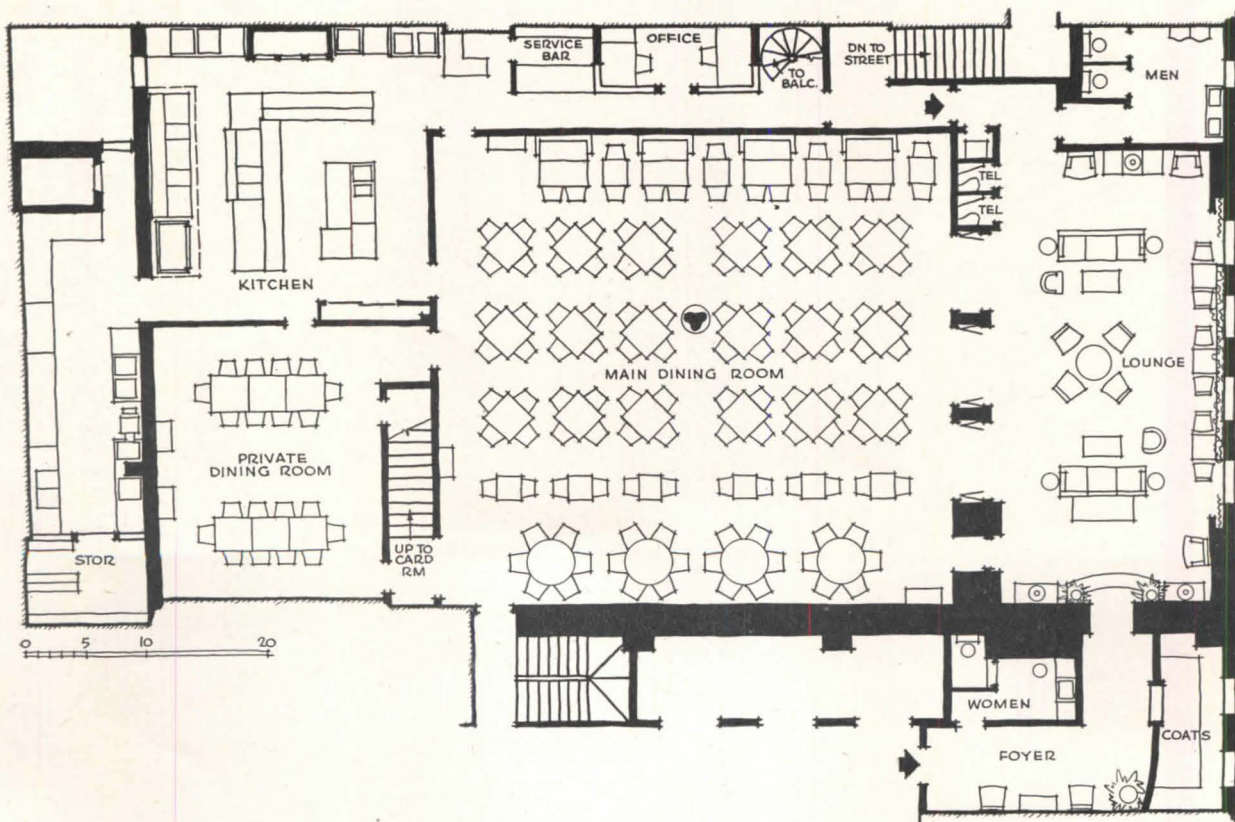 SERVICE
BAR
OFFICE
TO
BALC.
DN TO
STREET
MEN
TEL
TEL
KITCHEN
MAIN DINING ROOM
LOUNGE
PRIVATE
DINING ROOM
UP TO
CARD
RM
STOR
0 5 10 20
WOMEN
FOYER
COATS